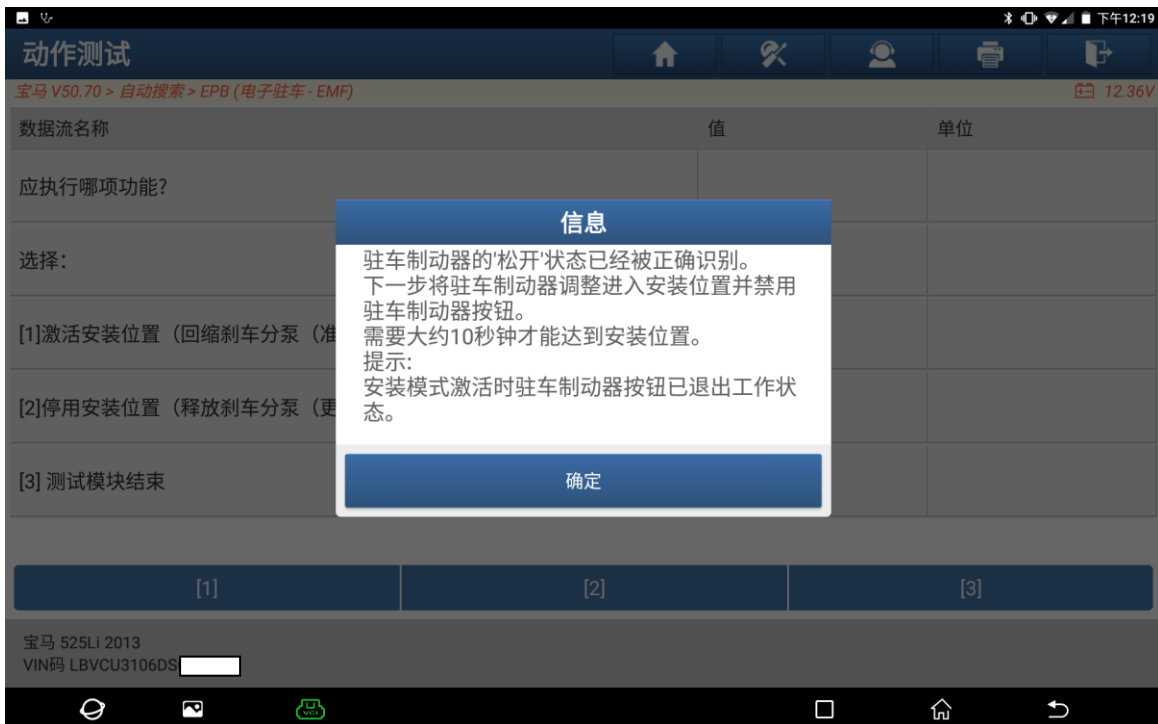 下午12:19
动作测试
宝马 V50.70 > 自动搜索 > EPB (电子驻车 - EMF)
12.36V
数据流名称 值 单位
应执行哪项功能?
选择:
[1]激活安装位置（回缩刹车分泵（准
[2]停用安装位置（释放刹车分泵（更
[3] 测试模块结束
信息
驻车制动器的'松开'状态已经被正确识别。
下一步将驻车制动器调整进入安装位置并禁用
驻车制动器按钮。
需要大约10秒钟才能达到安装位置。
提示:
安装模式激活时驻车制动器按钮已退出工作状
态。
确定
[1] [2] [3]
宝马 525Li 2013
VIN码 LBVCU3106DS
VCI